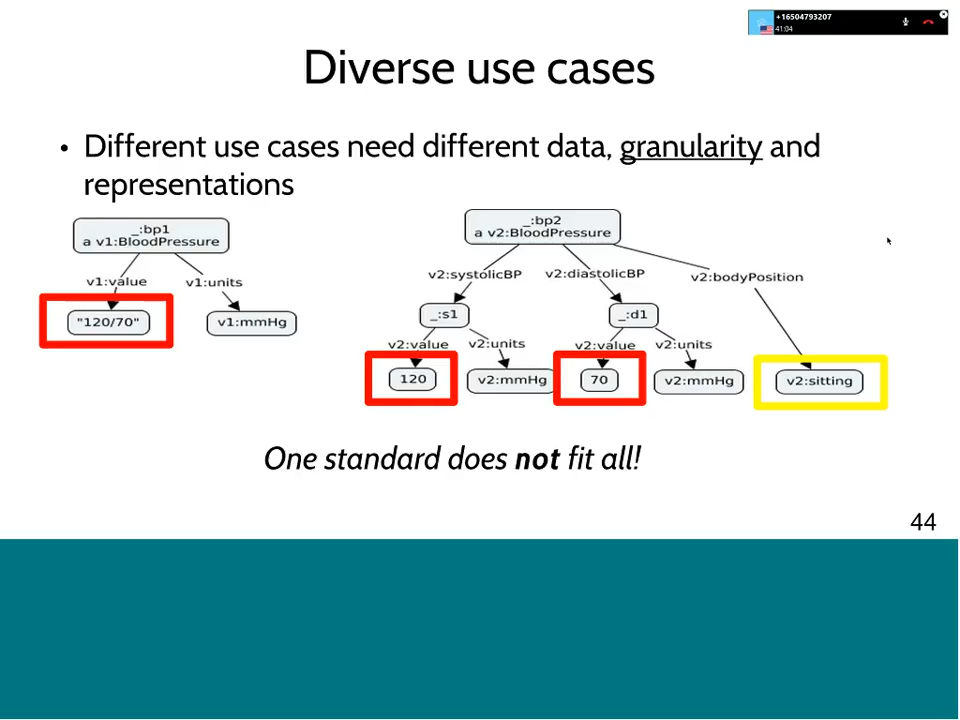 +16504793207
41:04
Diverse use cases
• Different use cases need different data, granularity and
representations
_:bp1
a v1:BloodPressure
v1:value
v1:units
"120/70"
v1:mmHg
_:bp2
a v2:BloodPressure
v2:systolicBP
v2:diastolicBP
v2:bodyPosition
_:s1
_:d1
v2:value
v2:units
v2:value
v2:units
120
v2:mmHg
70
v2:mmHg
v2:sitting
One standard does not fit all!
44